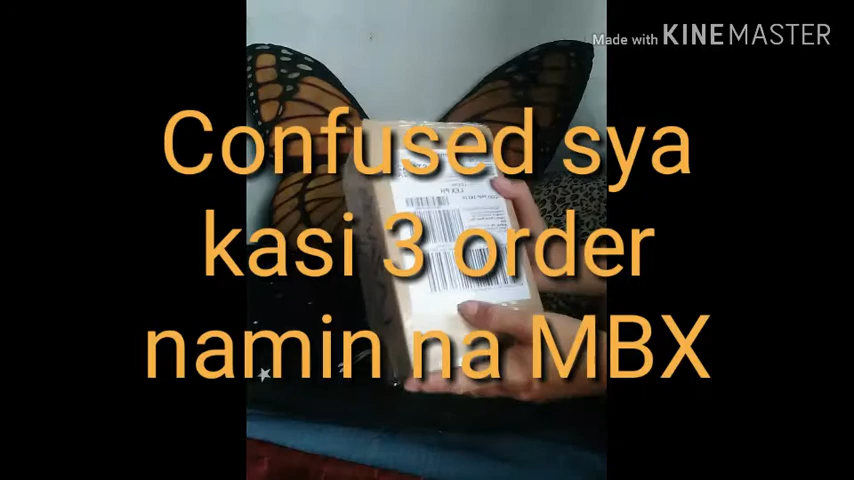 Made with KINEMASTER
Confused sya
kasi 3 order
namin na MBX